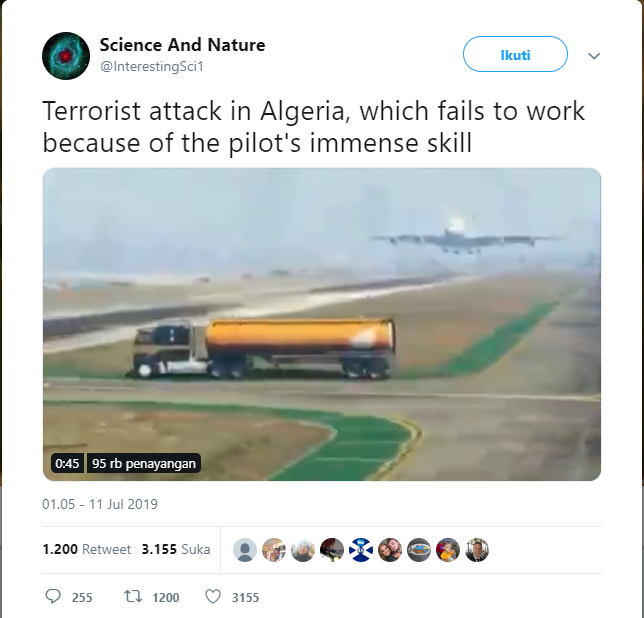 Science And Nature
@InterestingSci1
Ikuti
Terrorist attack in Algeria, which fails to work
because of the pilot's immense skill
0:45 95 rb penayangan
01.05 - 11 Jul 2019
1.200 Retweet 3.155 Suka
255 1200 3155